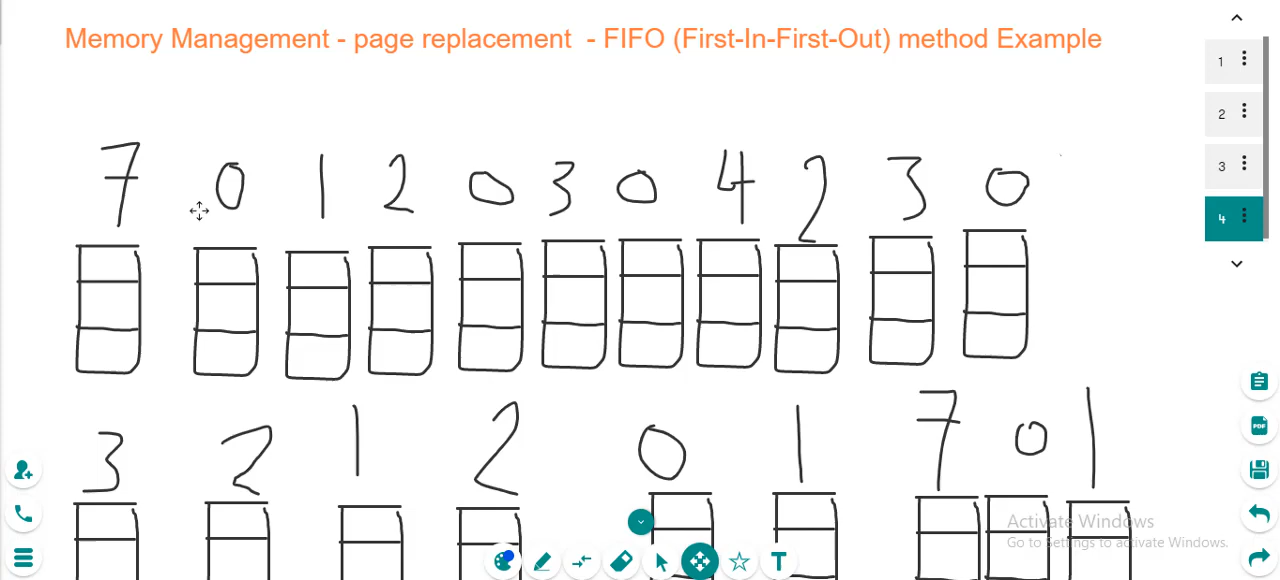 Memory Management - page replacement - FIFO (First-In-First-Out) method Example
1
2
3
4
7 0 1 2 0 3 0 4 2 3 0
3 2 1 2 0 1 7 0 1
PDF
Activate Windows
Go to Settings to activate Windows.
T